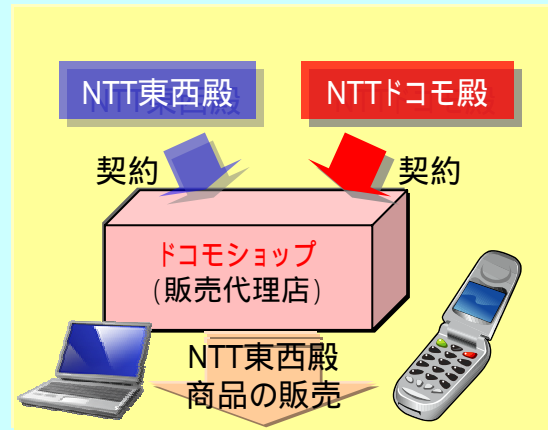 NTT東西殿
NTTドコモ殿
契約
契約
ドコモショップ
(販売代理店)
NTT東西殿
商品の販売